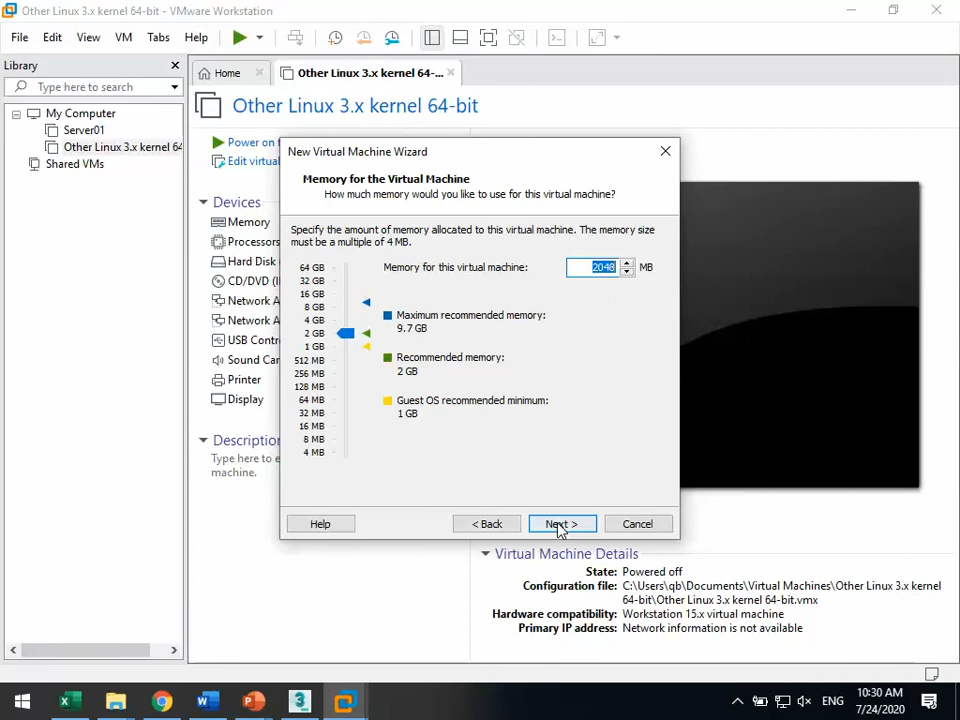 Other Linux 3.x kernel 64-bit - VMware Workstation
File Edit View VM Tabs Help
Library
Type here to search
My Computer
Server01
Other Linux 3.x kernel 64
Shared VMs
Home
Other Linux 3.x kernel 64-...
Other Linux 3.x kernel 64-bit
Power on
Edit virtual
Devices
Memory
Processors
Hard Disk
CD/DVD (I
Network A
Network A
USB Contr
Sound Car
Printer
Display
Description
Type here to e
machine.
New Virtual Machine Wizard
Memory for the Virtual Machine
How much memory would you like to use for this virtual machine?
Specify the amount of memory allocated to this virtual machine. The memory size
must be a multiple of 4 MB.
64 GB
32 GB
16 GB
8 GB
4 GB
2 GB
1 GB
512 MB
256 MB
128 MB
64 MB
32 MB
16 MB
8 MB
4 MB
Memory for this virtual machine: 2048 MB
Maximum recommended memory:
9.7 GB
Recommended memory:
2 GB
Guest OS recommended minimum:
1 GB
Help
< Back
Next >
Cancel
Virtual Machine Details
State: Powered off
Configuration file: C:\Users\qb\Documents\Virtual Machines\Other Linux 3.x kernel
64-bit\Other Linux 3.x kernel 64-bit.vmx
Hardware compatibility: Workstation 15.x virtual machine
Primary IP address: Network information is not available
ENG
10:30 AM
7/24/2020